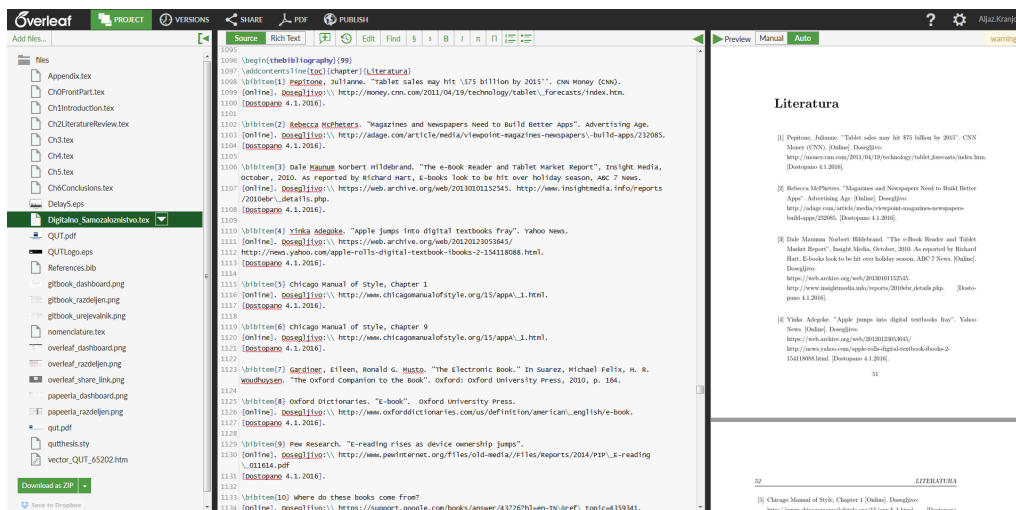 Overleaf PROJECT VERSIONS SHARE PDF PUBLISH ? Aljaz.Kranjc
Add files... Source Rich Text Edit Find § s B I π Π Preview Manual Auto warning
files
Appendix.tex
Ch0FrontPart.tex
Ch1Introduction.tex
Ch2LiteratureReview.tex
Ch3.tex
Ch4.tex
Ch5.tex
Ch6Conclusions.tex
DelayS.eps
Digitalno_Samozaloznistvo.tex
QUT.pdf
QUTLogo.eps
References.bib
gitbook_dashboard.png
gitbook_razdeljen.png
gitbook_urejevalnik.png
nomenclature.tex
overleaf_dashboard.png
overleaf_razdeljen.png
overleaf_share_link.png
papeeria_dashboard.png
papeeria_razdeljen.png
qut.pdf
qutthesis.sty
vector_QUT_65202.htm
Download as ZIP
Save to Dropbox
1095
1096 \begin{thebibliography}{99}
1097 \addcontentsline{toc}{chapter}{Literatura}
1098 \bibitem{1} Pepitone, Julianne. "Tablet sales may hit \$75 billion by 2015''. CNN Money (CNN).
1099 [Online]. Dosegljivo:\\ http://money.cnn.com/2011/04/19/technology/tablet\_forecasts/index.htm.
1100 [Dostopano 4.1.2016].
1101
1102 \bibitem{2} Rebecca McPheters. "Magazines and Newspapers Need to Build Better Apps". Advertising Age.
1103 [Online]. Dosegljivo:\\ http://adage.com/article/media/viewpoint-magazines-newspapers\-build-apps/232085.
1104 [Dostopano 4.1.2016].
1105
1106 \bibitem{3} Dale Maunum Norbert Hildebrand. "The e-Book Reader and Tablet Market Report", Insight Media,
October, 2010. As reported by Richard Hart, E-books look to be hit over holiday season, ABC 7 News.
1107 [Online]. Dosegljivo:\\ https://web.archive.org/web/20130101152545. http://www.insightmedia.info/reports
/2010ebr\_details.php.
1108 [Dostopano 4.1.2016].
1109
1110 \bibitem{4} Yinka Adegoke. "Apple jumps into digital textbooks fray". Yahoo News.
1111 [Online]. Dosegljivo:\\ https://web.archive.org/web/20120123053645/
1112 http://news.yahoo.com/apple-rolls-digital-textbook-ibooks-2-154118088.html.
1113 [Dostopano 4.1.2016].
1114
1115 \bibitem{5} Chicago Manual of Style, Chapter 1
1116 [Online]. Dosegljivo:\\ http://www.chicagomanualofstyle.org/15/appA\_1.html.
1117 [Dostopano 4.1.2016].
1118
1119 \bibitem{6} Chicago Manual of Style, Chapter 9
1120 [Online]. Dosegljivo:\\ http://www.chicagomanualofstyle.org/15/appA\_1.html.
1121 [Dostopano 4.1.2016].
1122
1123 \bibitem{7} Gardiner, Eileen, Ronald G. Musto. "The Electronic Book." In Suarez, Michael Felix, H. R.
Woudhuysen. "The Oxford Companion to the Book". Oxford: Oxford University Press, 2010, p. 164.
1124
1125 \bibitem{8} Oxford Dictionaries. "E-book". Oxford University Press.
1126 [Online]. Dosegljivo:\\ http://www.oxforddictionaries.com/us/definition/american\_english/e-book.
1127 [Dostopano 4.1.2016].
1128
1129 \bibitem{9} Pew Research. "E-reading rises as device ownership jumps".
1130 [Online]. Dosegljivo:\\ http://www.pewinternet.org/files/old-media//Files/Reports/2014/PIP\_E-reading
\_011614.pdf
1131 [Dostopano 4.1.2016].
1132
1133 \bibitem{10} Where do these books come from?
1134 [Online]. Dosegljivo:\\ https://support.google.com/books/answer/43726?hl=en-IN\&ref\_topic=4359341.
Literatura
[1] Pepitone, Julianne. "Tablet sales may hit $75 billion by 2015". CNN
Money (CNN). [Online]. Dosegljivo:
http://money.cnn.com/2011/04/19/technology/tablet_forecasts/index.htm.
[Dostopano 4.1.2016].
[2] Rebecca McPheters. "Magazines and Newspapers Need to Build Better
Apps". Advertising Age. [Online]. Dosegljivo:
http://adage.com/article/media/viewpoint-magazines-newspapers-
build-apps/232085. [Dostopano 4.1.2016].
[3] Dale Maunum Norbert Hildebrand. "The e-Book Reader and Tablet
Market Report", Insight Media, October, 2010. As reported by Richard
Hart, E-books look to be hit over holiday season, ABC 7 News. [Online].
Dosegljivo:
https://web.archive.org/web/20130101152545.
http://www.insightmedia.info/reports/2010ebr_details.php. [Dosto-
pano 4.1.2016].
[4] Yinka Adegoke. "Apple jumps into digital textbooks fray". Yahoo
News. [Online]. Dosegljivo:
https://web.archive.org/web/20120123053645/
http://news.yahoo.com/apple-rolls-digital-textbook-ibooks-2-
154118088.html. [Dostopano 4.1.2016].
51
52 LITERATURA
[5] Chicago Manual of Style, Chapter 1 [Online]. Dosegljivo:
http://www.chicagomanualofstyle.org/15/appA_1.html. [Dostopano